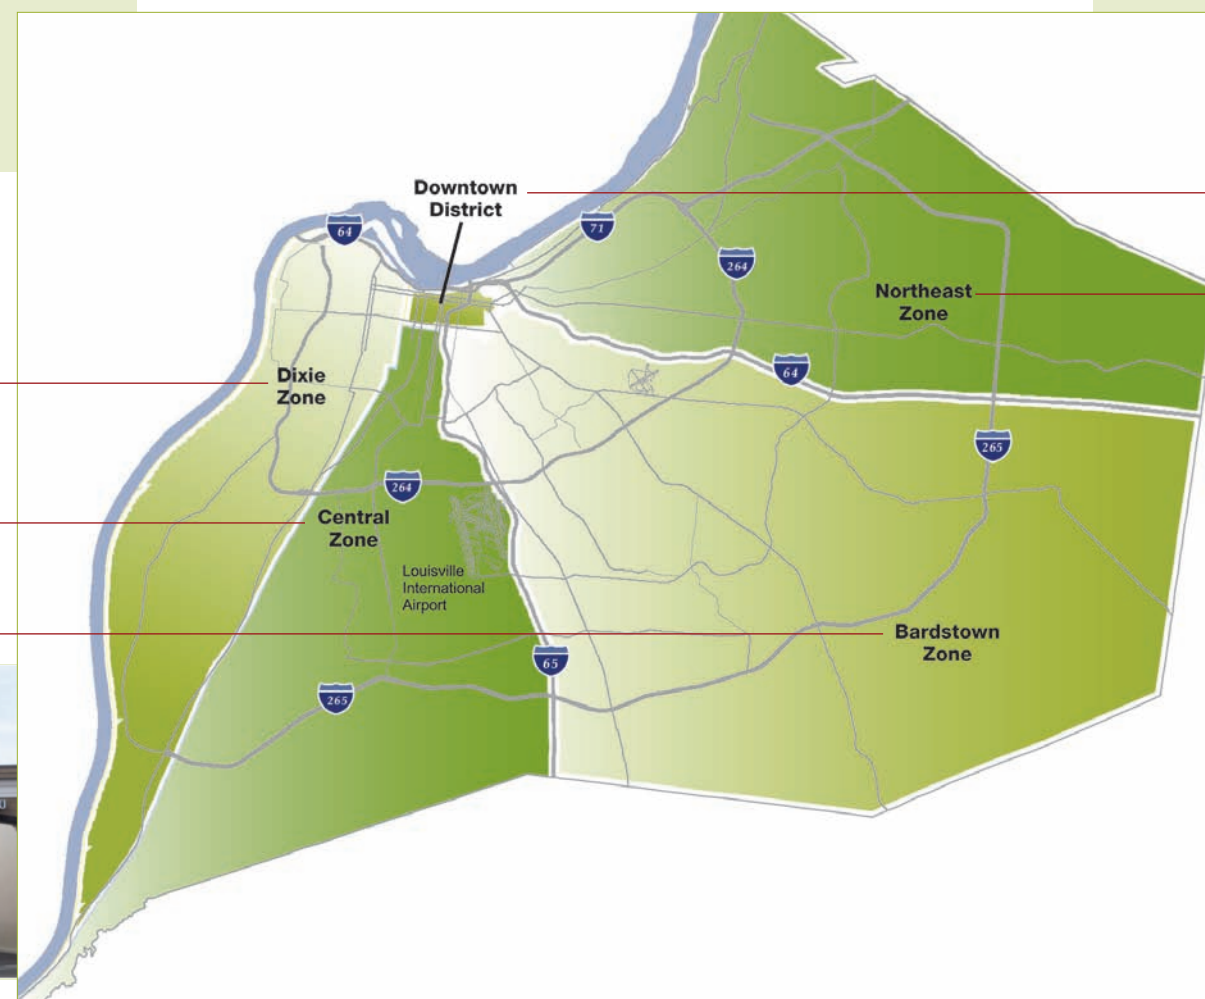 Downtown
District
64
71
264
Northeast
Zone
64
Dixie
Zone
265
264
Central
Zone
Louisville
International
Airport
Bardstown
Zone
65
265